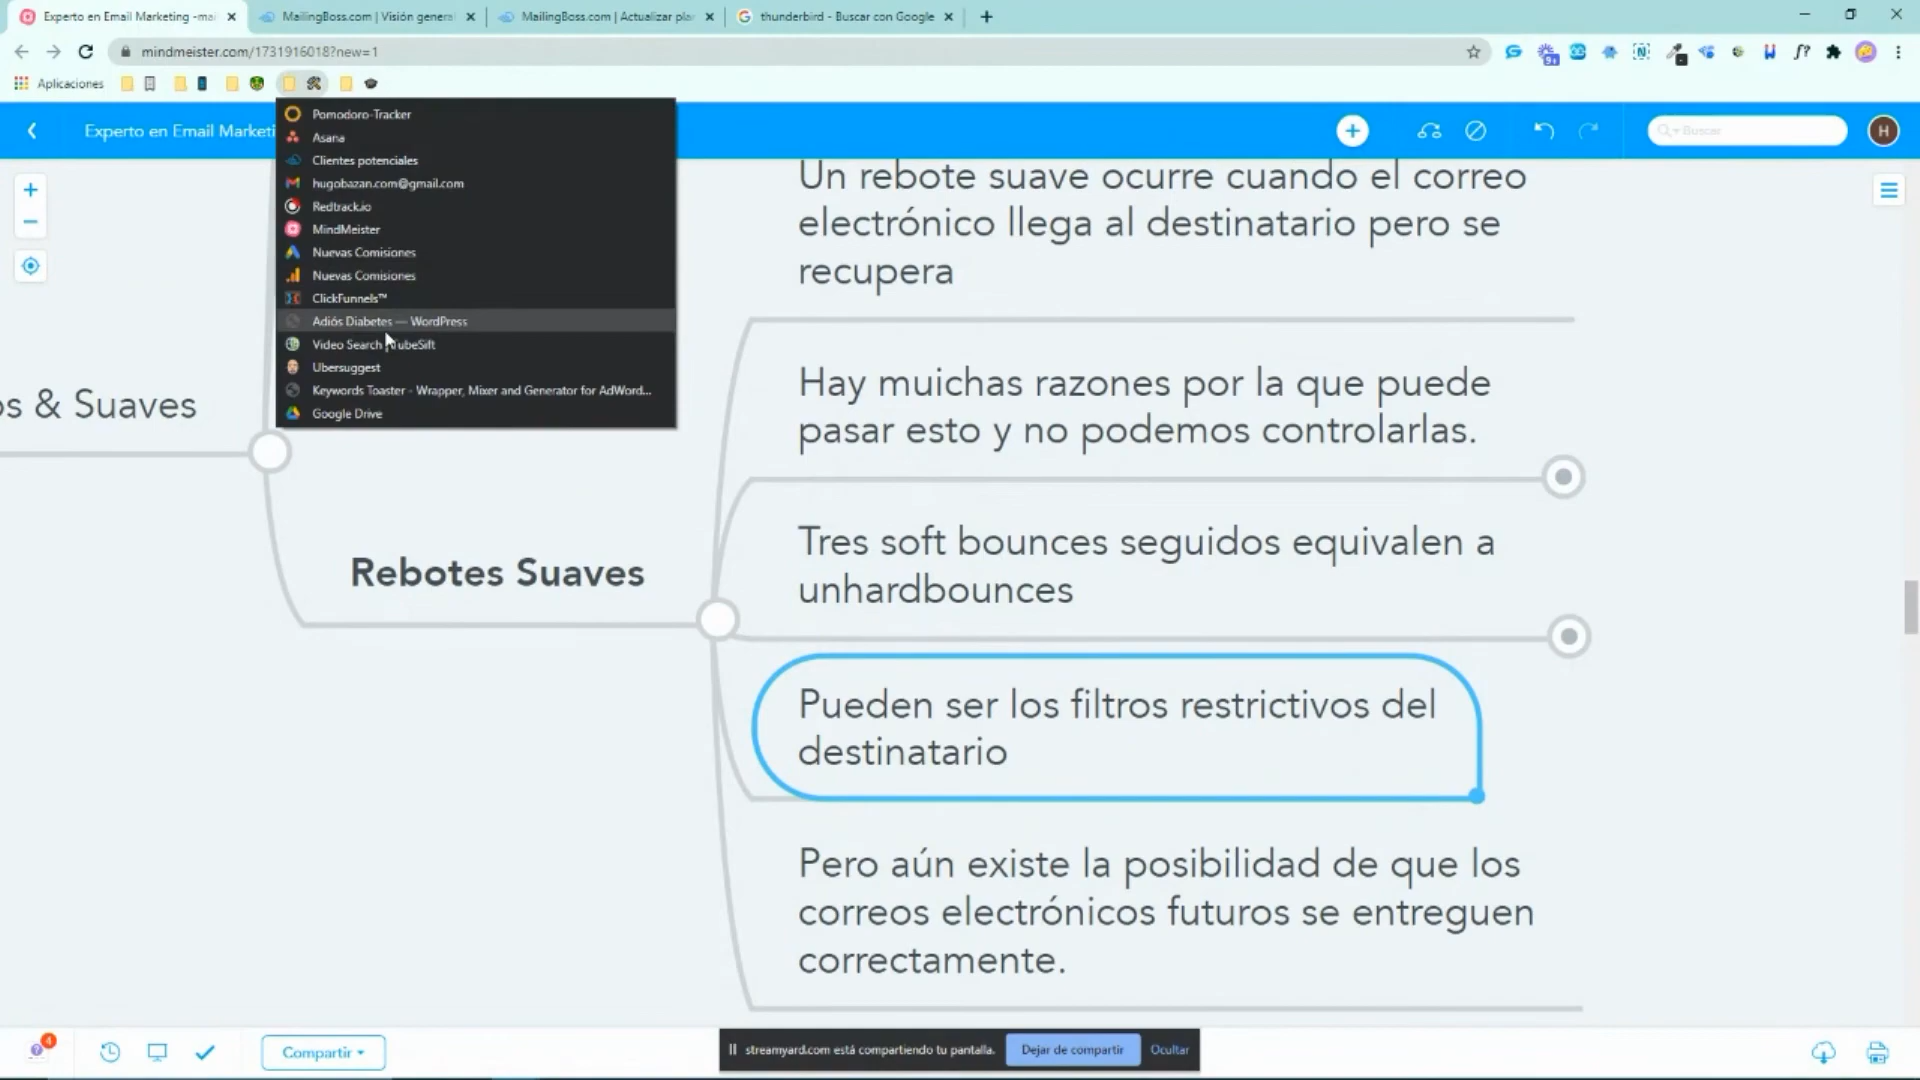 Experto en Email Marketing -mai
MailingBoss.com | Visión genera
MailingBoss.com | Actualizar plan
thunderbird - Buscar con Google
mindmeister.com/1731916018?new=1
9+
Aplicaciones
Experto en Email Marketi
Buscar
H
Pomodoro-Tracker
Asana
Clientes potenciales
hugobazan.com@gmail.com
Redtrack.io
MindMeister
Nuevas Comisiones
Nuevas Comisiones
ClickFunnels™
Adiós Diabetes — WordPress
Video Search TubeSift
Ubersuggest
Keywords Toaster - Wrapper, Mixer and Generator for AdWord...
Google Drive
Un rebote suave ocurre cuando el correo
electrónico llega al destinatario pero se
recupera
Hay muichas razones por la que puede
pasar esto y no podemos controlarlas.
os & Suaves
Tres soft bounces seguidos equivalen a
unhardbounces
Rebotes Suaves
Pueden ser los filtros restrictivos del
destinatario
Pero aún existe la posibilidad de que los
correos electrónicos futuros se entreguen
correctamente.
4
Compartir
streamyard.com está compartiendo tu pantalla.
Dejar de compartir
Ocultar